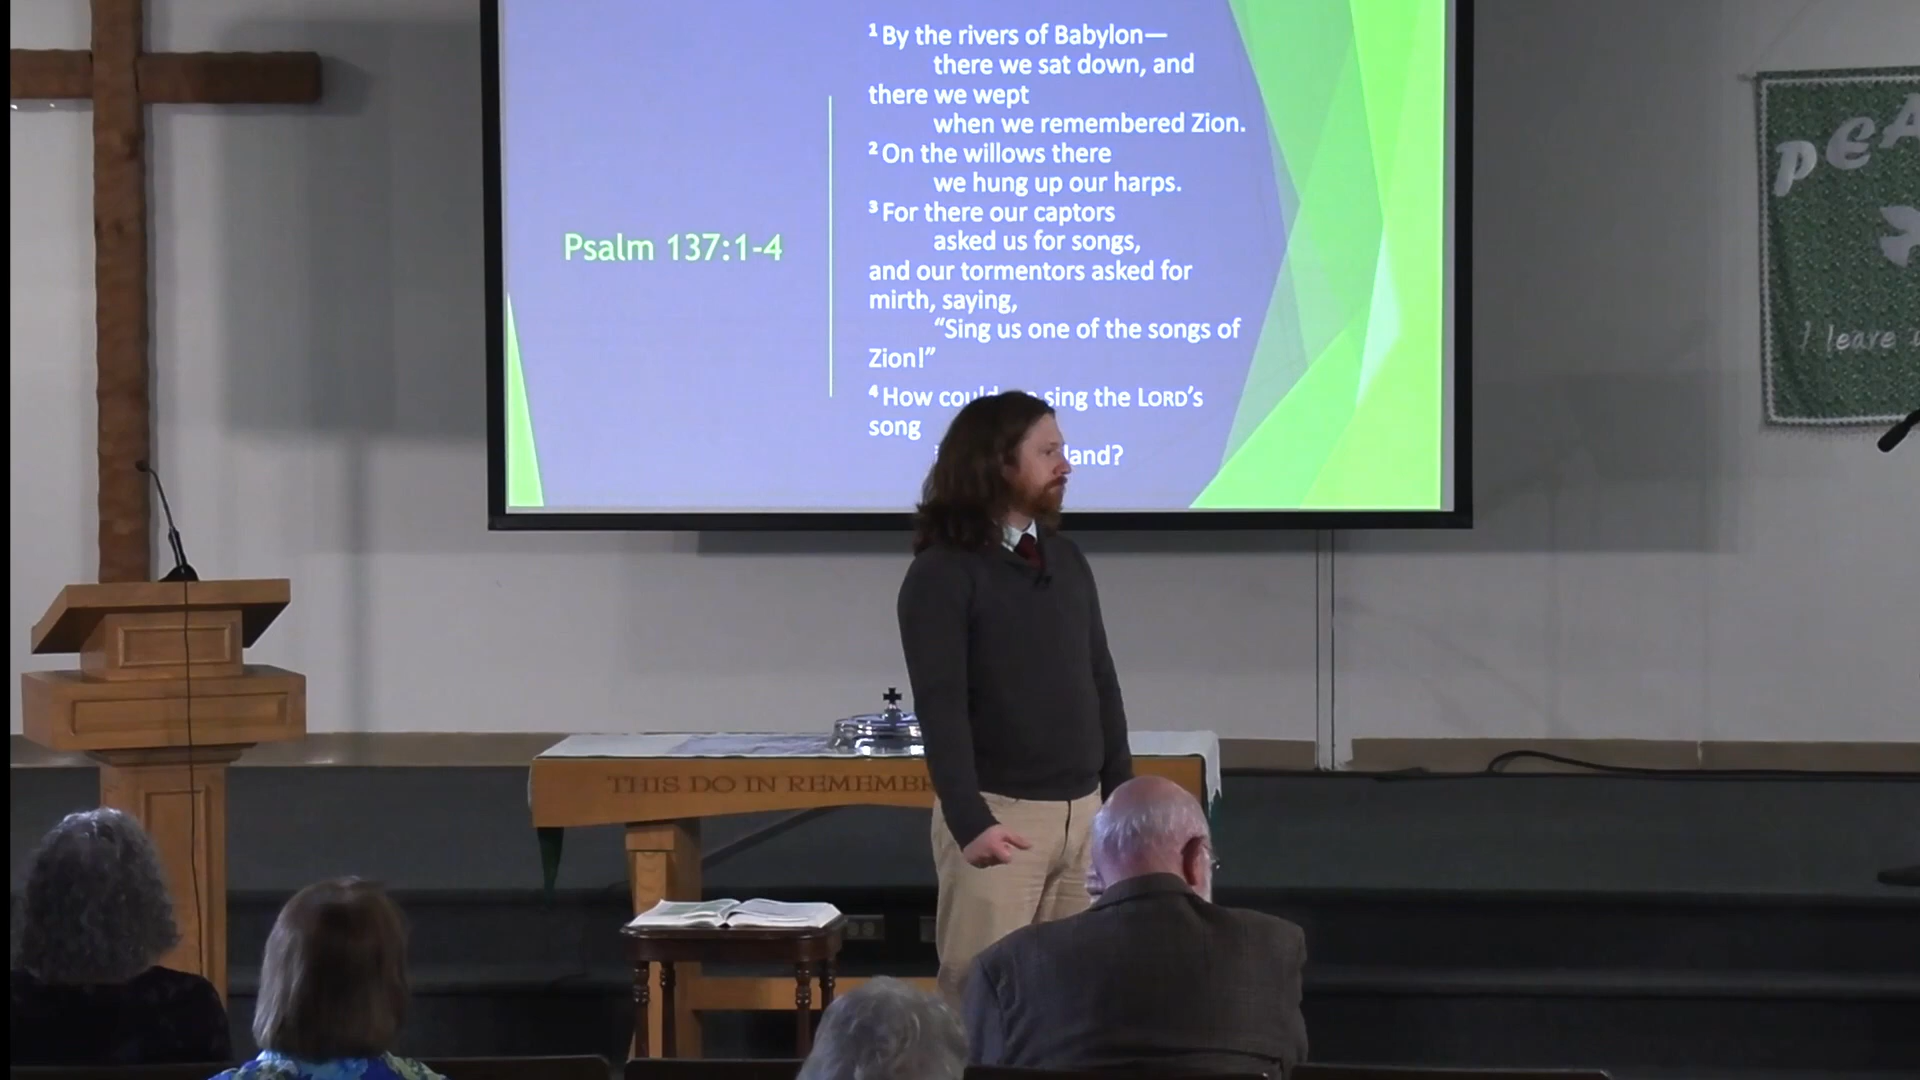 Psalm 137:1-4
1 By the rivers of Babylon—
there we sat down, and
there we wept
when we remembered Zion.
2 On the willows there
we hung up our harps.
3 For there our captors
asked us for songs,
and our tormentors asked for
mirth, saying,
“Sing us one of the songs of
Zion!”
4 How could sing the LORD’s
song
land?
PEA
I leave
THIS DO IN REMEMB